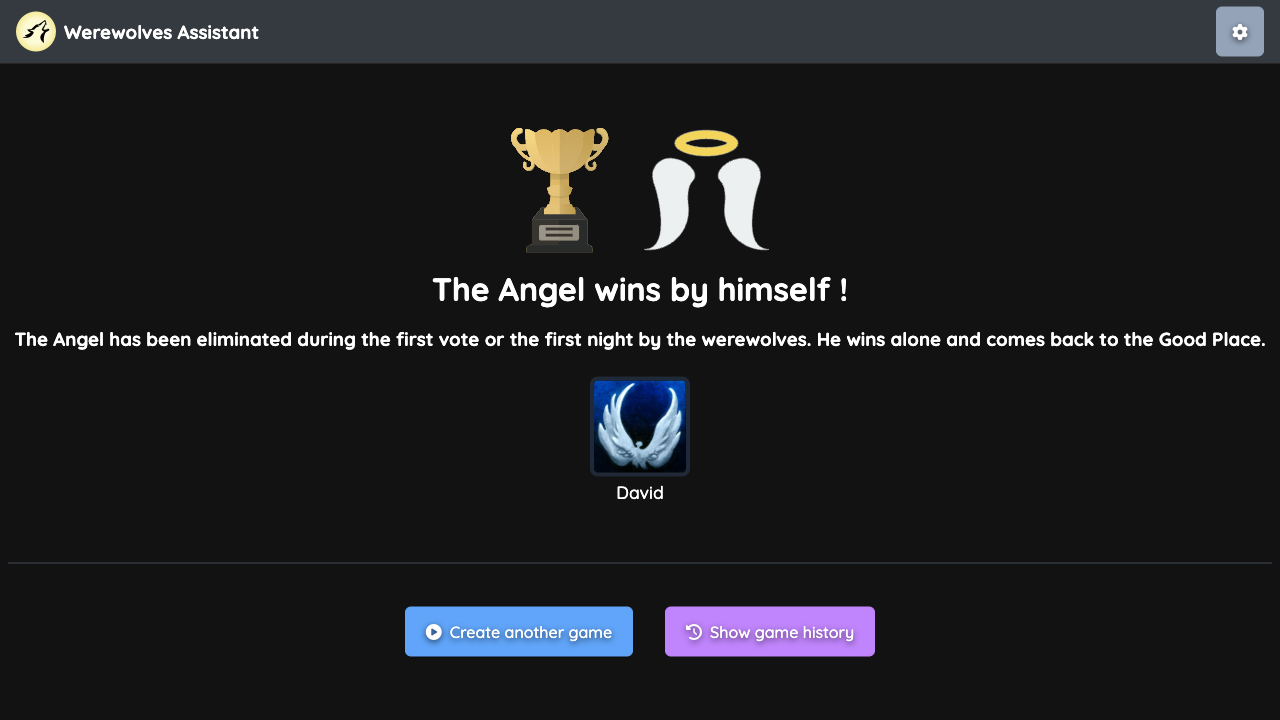 Werewolves Assistant
The Angel wins by himself !
The Angel has been eliminated during the first vote or the first night by the werewolves. He wins alone and comes back to the Good Place.
David
Create another game
Show game history